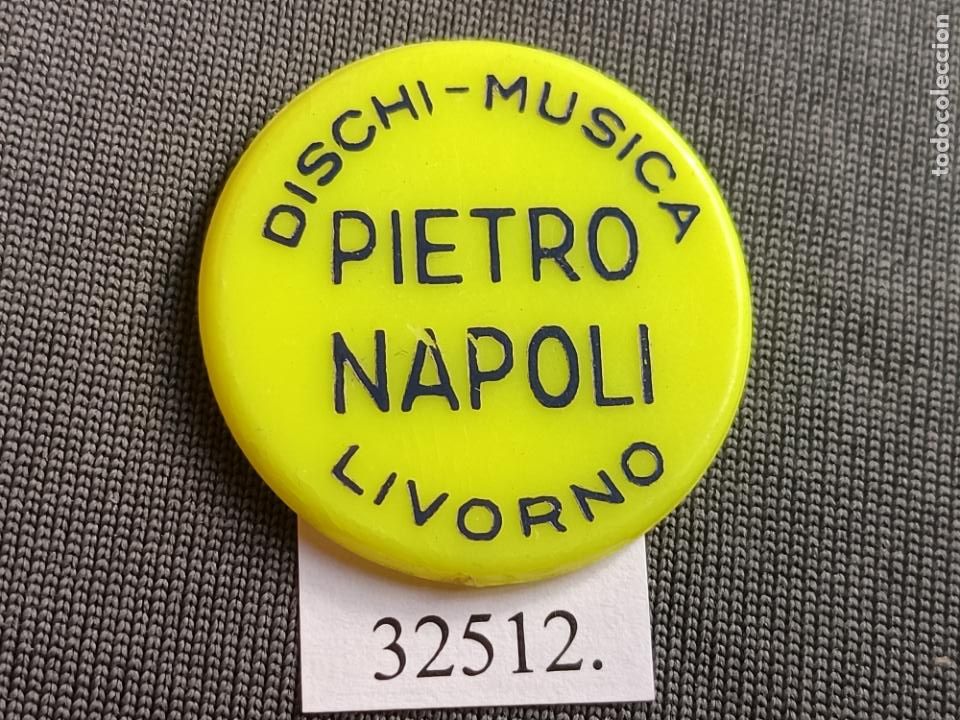 DISCHI-MUSICA
PIETRO
NAPOLI
LIVORNO
32512.
todocoleccion